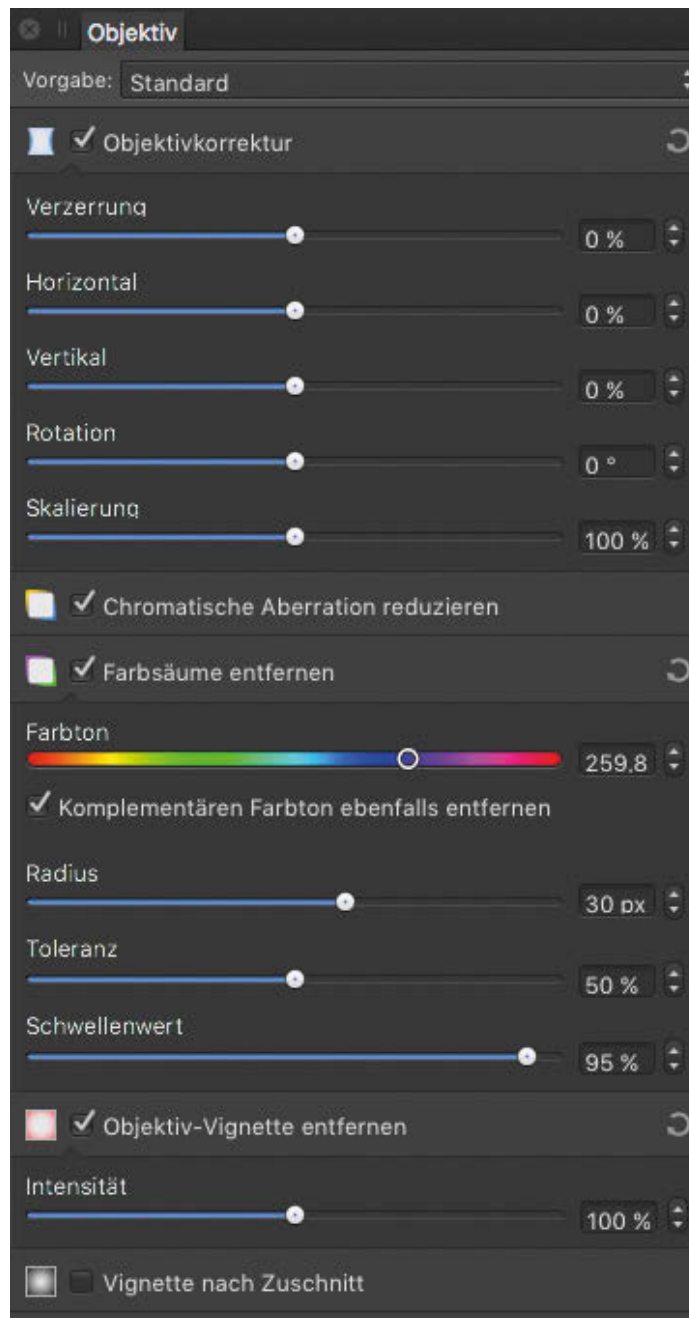 Objektiv
Vorgabe: Standard
Objektivkorrektur
Verzerrung
0 %
Horizontal
0 %
Vertikal
0 %
Rotation
0 °
Skalierung
100 %
Chromatische Aberration reduzieren
Farbsäume entfernen
Farbton
259,8
Komplementären Farbton ebenfalls entfernen
Radius
30 px
Toleranz
50 %
Schwellenwert
95 %
Objektiv-Vignette entfernen
Intensität
100 %
Vignette nach Zuschnitt